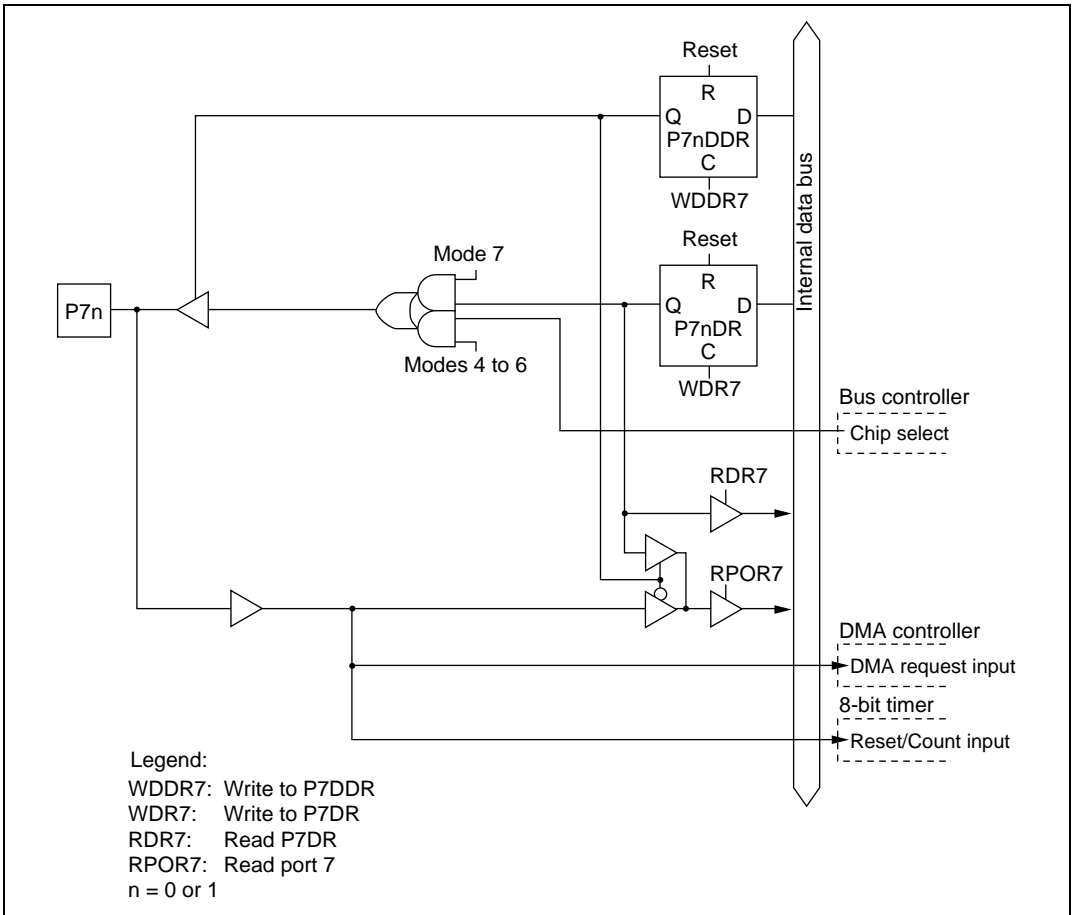 Reset
R
Q D
P7nDDR
C
WDDR7
Internal data bus
Reset
R
Q D
P7nDR
C
WDR7
Mode 7
P7n
Modes 4 to 6
Bus controller
Chip select
RDR7
RPOR7
DMA controller
DMA request input
8-bit timer
Reset/Count input
Legend:
WDDR7: Write to P7DDR
WDR7: Write to P7DR
RDR7: Read P7DR
RPOR7: Read port 7
n = 0 or 1